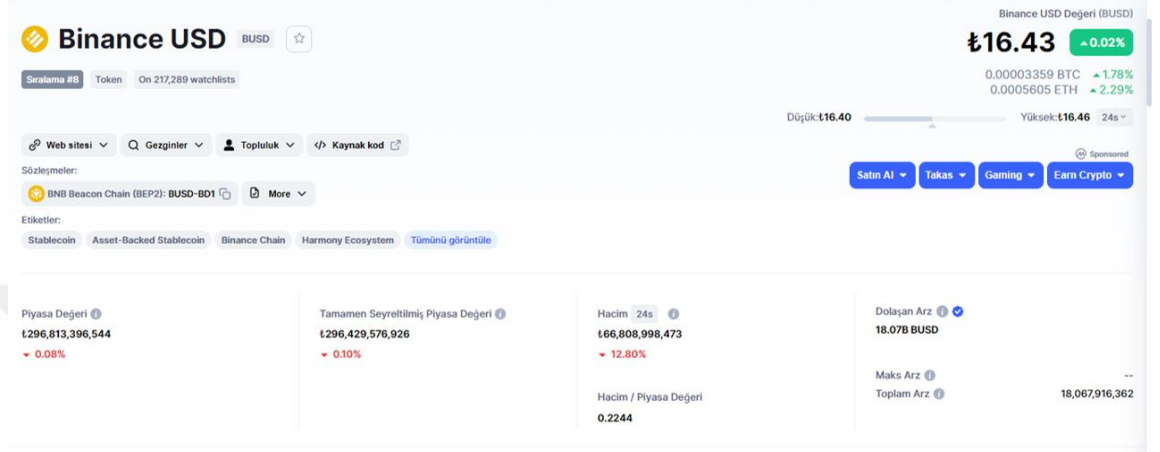 Binance USD Değeri (BUSD)
Binance USD BUSD
₺16.43 0.02%
Sıralama #8 Token On 217,289 watchlists
0.00003359 BTC 1.78%
0.0005605 ETH 2.29%
Düşük:₺16.40 Yüksek:₺16.46 24s
Web sitesi Gezginler Topluluk </> Kaynak kod
Sponsored
Sözleşmeler:
Satın Al Takas Gaming Earn Crypto
BNB Beacon Chain (BEP2): BUSD-BD1 More
Etiketler:
Stablecoin Asset-Backed Stablecoin Binance Chain Harmony Ecosystem Tümünü görüntüle
Piyasa Değeri
₺296,813,396,544
0.08%
Tamamen Seyreltilmiş Piyasa Değeri
₺296,429,576,926
0.10%
Hacim 24s
₺66,808,998,473
12.80%
Hacim / Piyasa Değeri
0.2244
Dolaşan Arz
18.07B BUSD
Maks Arz --
Toplam Arz 18,067,916,362